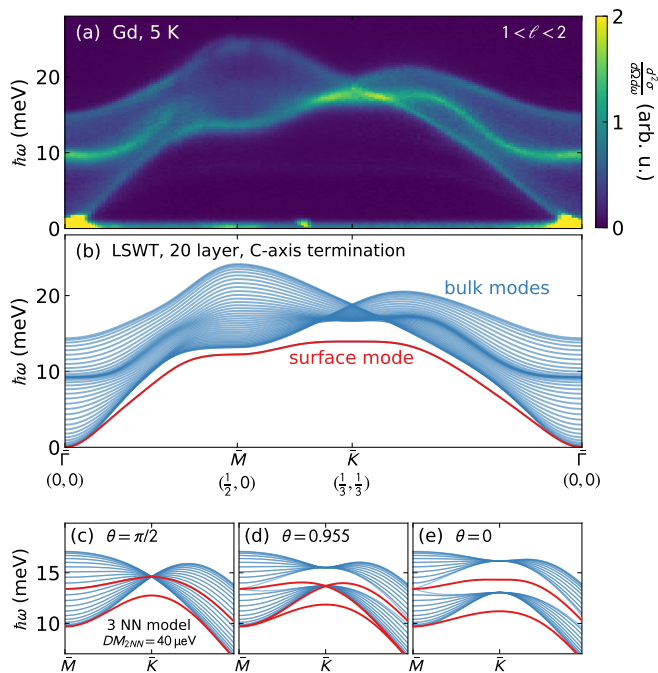 (a) Gd, 5 K
1 < ℓ < 2
ħω (meV)
20
10
0
2
1
0
d²σ/dΩdω (arb. u.)
(b) LSWT, 20 layer, C-axis termination
bulk modes
surface mode
ħω (meV)
20
10
0
Γ̄ M̄ K̄ Γ̄
(0, 0) (1/2, 0) (1/3, 1/3) (0, 0)
(c) θ = π/2
(d) θ = 0.955
(e) θ = 0
ħω (meV)
15
10
3 NN model
DM₂NN = 40 μeV
M̄ K̄ M̄ K̄ M̄ K̄